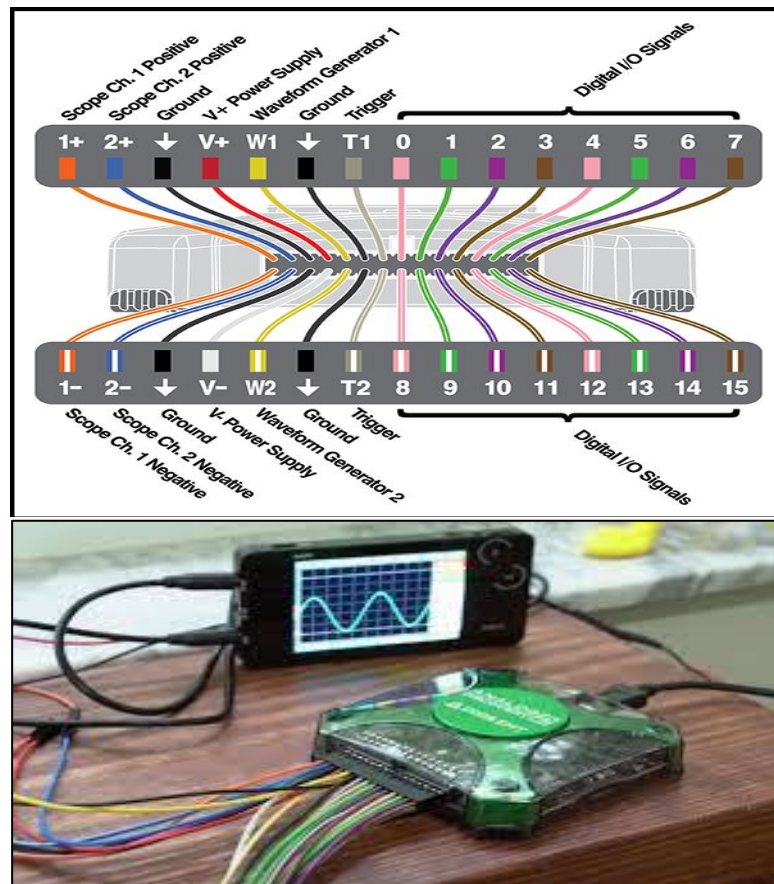 Scope Ch. 1 Positive
Scope Ch. 2 Positive
Ground
V+ Power Supply
Waveform Generator 1
Ground
Trigger
Digital I/O Signals
1+ 2+ ↓ V+ W1 ↓ T1 0 1 2 3 4 5 6 7
1− 2− ↓ V− W2 ↓ T2 8 9 10 11 12 13 14 15
Scope Ch. 1 Negative
Scope Ch. 2 Negative
Ground
V- Power Supply
Waveform Generator 2
Ground
Trigger
Digital I/O Signals